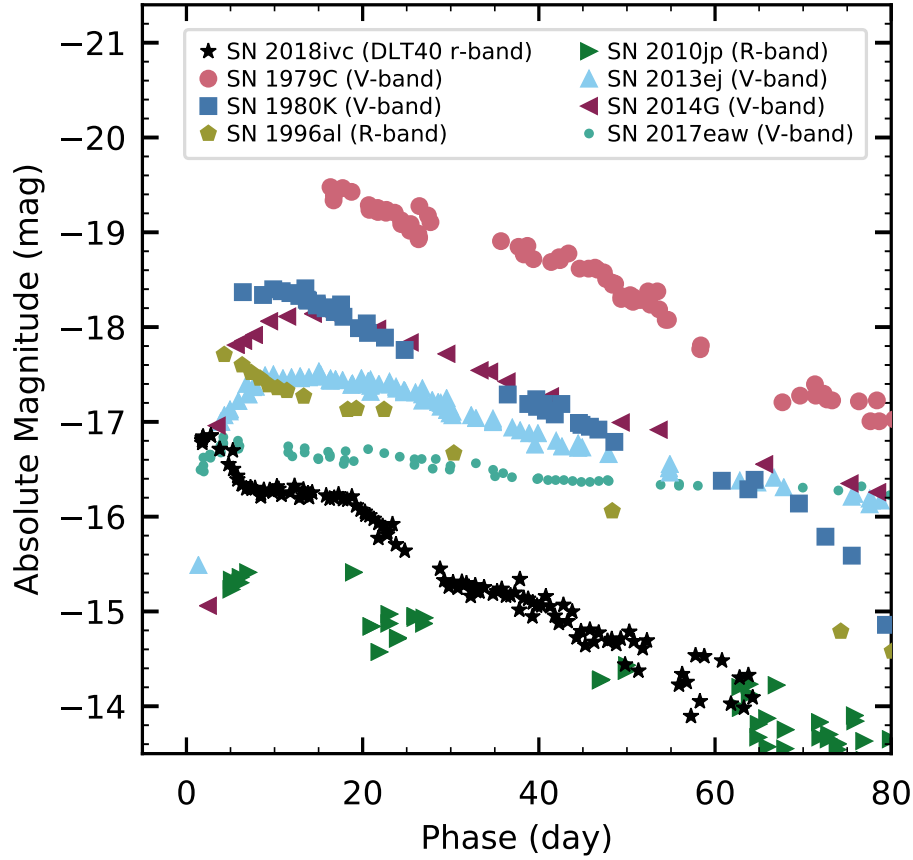 −21
−20
−19
−18
−17
−16
−15
−14
Absolute Magnitude (mag)
SN 2018ivc (DLT40 r-band)
SN 1979C (V-band)
SN 1980K (V-band)
SN 1996al (R-band)
SN 2010jp (R-band)
SN 2013ej (V-band)
SN 2014G (V-band)
SN 2017eaw (V-band)
0
20
40
60
80
Phase (day)